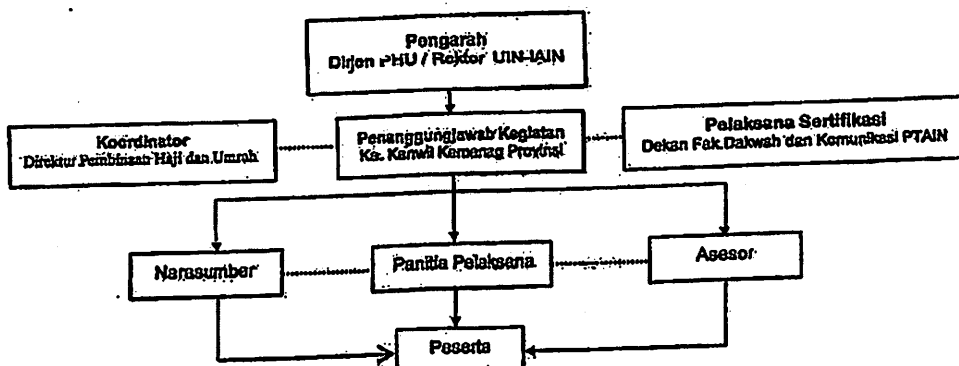 Pengarah
Dirjen PHU / Rektor UIN-IAIN
Koordinator
Direktur Pembinaan Haji dan Umrah
Penanggungjawab Kegiatan
Ka. Kanwil Kemenag Provinsi
Pelaksana Sertifikasi
Dekan Fak.Dakwah dan Komunikasi PTAIN
Narasumber
Panitia Pelaksana
Asesor
Peserta